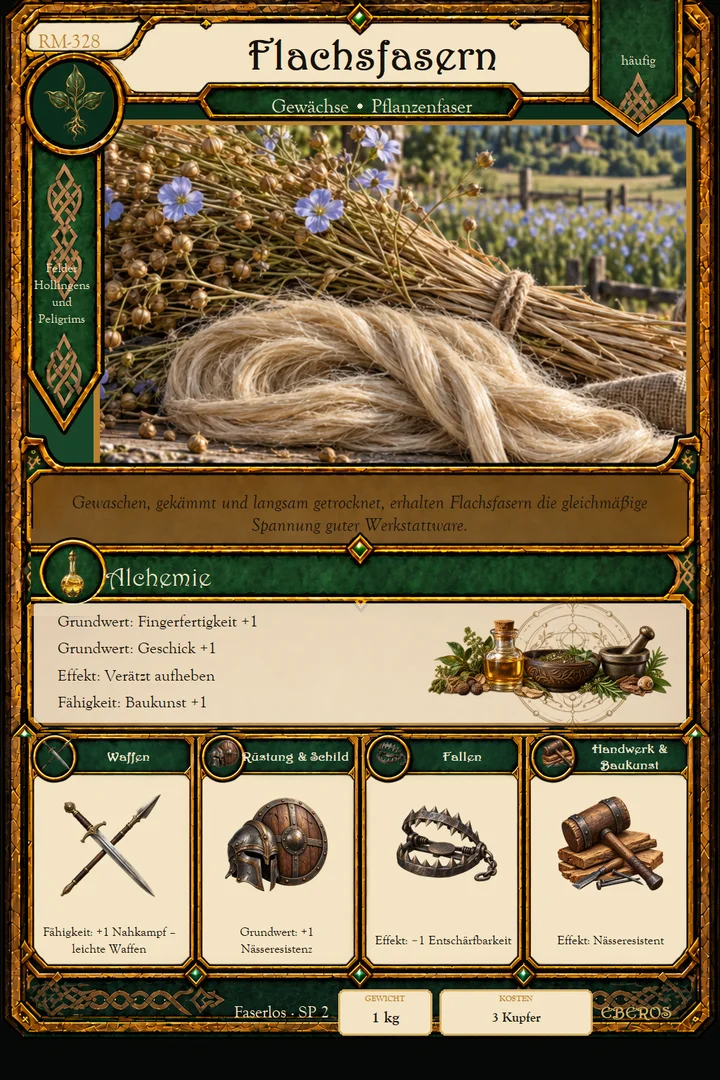 RM-328
Flachsfasern
häufig
Gewächse • Pflanzenfaser
Felder
Hollingens
und
Peligrims
Gewaschen, gekämmt und langsam getrocknet, erhalten Flachsfasern die gleichmäßige
Spannung guter Werkstattware.
Alchemie
Grundwert: Fingerfertigkeit +1
Grundwert: Geschick +1
Effekt: Verätzt aufheben
Fähigkeit: Baukunst +1
Waffen
Rüstung & Schild
Fallen
Handwerk &
Baukunst
Fähigkeit: +1 Nahkampf –
leichte Waffen
Grundwert: +1
Nässeresistenz
Effekt: −1 Entschärfbarkeit
Effekt: Nässeresistent
Faserlos · SP 2
GEWICHT
1 kg
KOSTEN
3 Kupfer
EBEROS